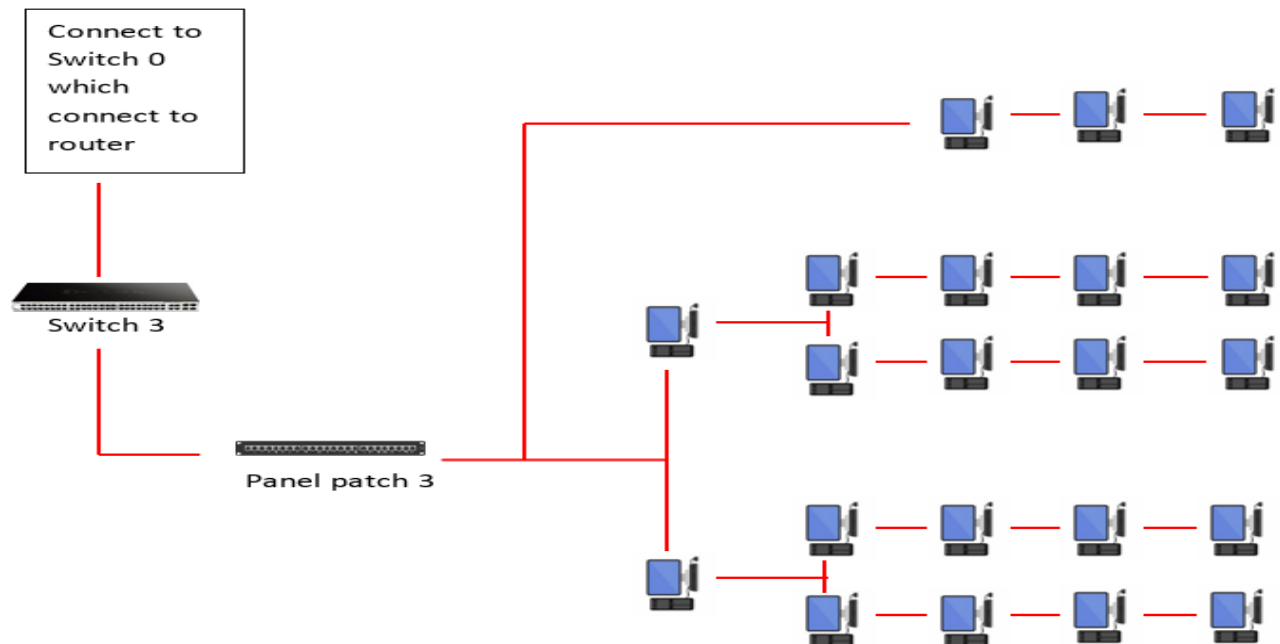 Connect to
Switch 0
which
connect to
router
Switch 3
Panel patch 3